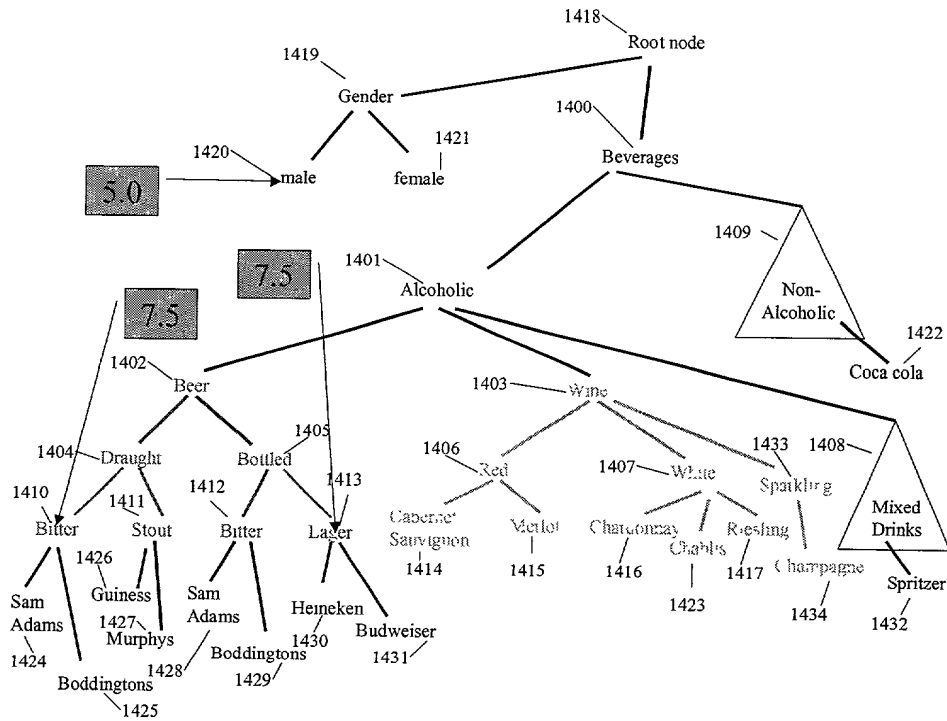 1418
Root node
1419
Gender
1400
1420
1421
Beverages
male
female
5.0
1409
1401
7.5
Alcoholic
Non-
Alcoholic
7.5
1422
1402
Coca cola
Beer
1403
Wine
1404
1405
1406
1433
1408
Draught
Bottled
Red
1407
White
Sparkling
1410
1411
1412
1413
Mixed
Drinks
Bitter
Stout
Bitter
Lager
Cabernet
Sauvignon
Merlot
Chardonnay
Chablis
Riesling
1426
1414
1415
1416
1417
Champagne
Guiness
Sam
Adams
Sam
Adams
Heineken
1423
Spritzer
1427
1430
1434
1432
Murphys
Budweiser
1424
1428
Boddingtons
1431
Boddingtons
1429
1425